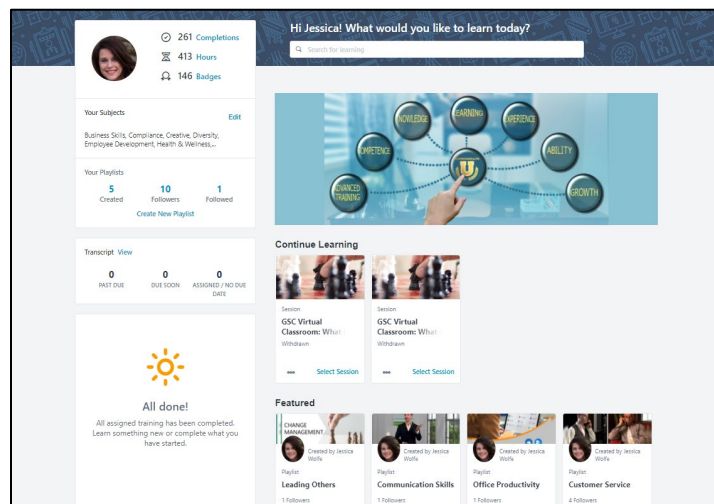 261 Completions
413 Hours
146 Badges
Your Subjects
Edit
Business Skills, Compliance, Creative, Diversity,
Employee Development, Health & Wellness,...
Your Playlists
5
10
1
Created
Followers
Followed
Create New Playlist
Transcript View
0
0
0
PAST DUE
DUE SOON
ASSIGNED / NO DUE
DATE
All done!
All assigned training has been completed.
Learn something new or complete what you
have started.
Hi Jessica! What would you like to learn today?
Search for learning
KNOWLEDGE
LEARNING
EXPERIENCE
COMPETENCE
ABILITY
ADVANCED
TRAINING
U
GROWTH
Continue Learning
Session
GSC Virtual
Classroom: What
Withdrawn
Select Session
Session
GSC Virtual
Classroom: What
Withdrawn
Select Session
Featured
CHANGE
MANAGEMENT
Created by Jessica
Wolfe
Playlist
Leading Others
1 Followers
Created by Jessica
Wolfe
Playlist
Communication Skills
1 Followers
Created by Jessica
Wolfe
Playlist
Office Productivity
1 Followers
Created by Jessica
Wolfe
Playlist
Customer Service
4 Followers